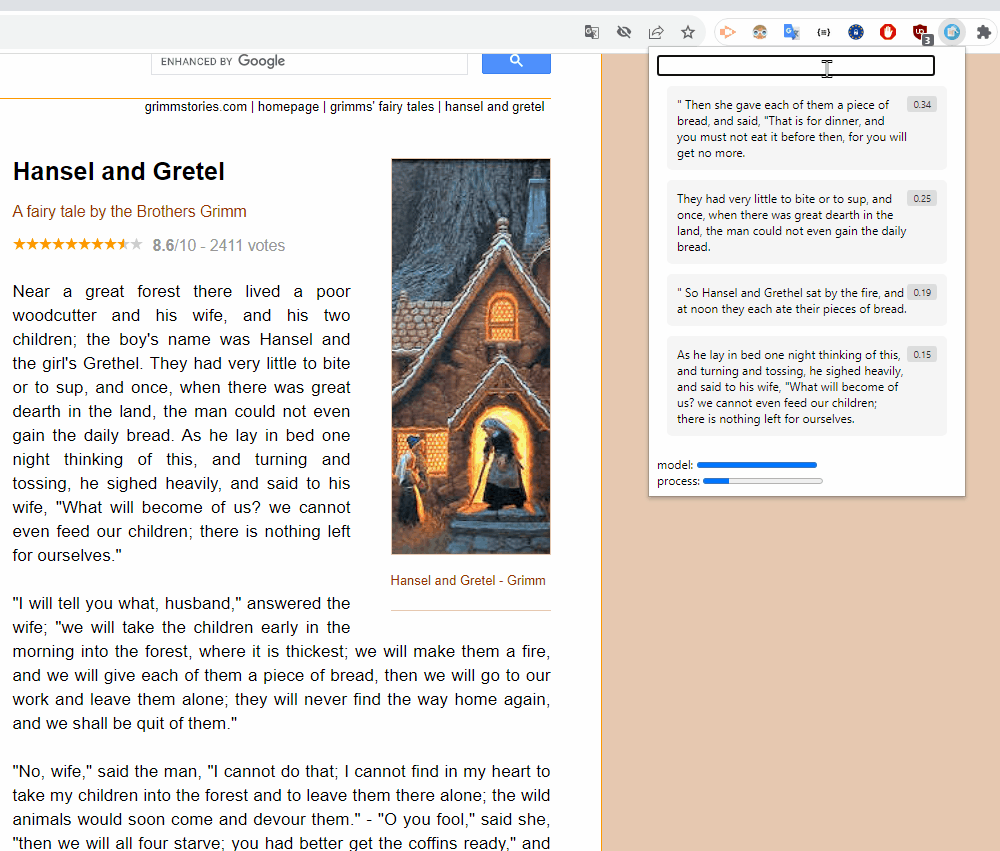 ENHANCED BY Google
3
grimmstories.com | homepage | grimms' fairy tales | hansel and gretel
Hansel and Gretel
A fairy tale by the Brothers Grimm
8.6/10 - 2411 votes
Near a great forest there lived a poor
woodcutter and his wife, and his two
children; the boy's name was Hansel and
the girl's Grethel. They had very little to bite
or to sup, and once, when there was great
dearth in the land, the man could not even
gain the daily bread. As he lay in bed one
night thinking of this, and turning and
tossing, he sighed heavily, and said to his
wife, "What will become of us? we cannot
even feed our children; there is nothing left
for ourselves."
Hansel and Gretel - Grimm
"I will tell you what, husband," answered the
wife; "we will take the children early in the
morning into the forest, where it is thickest; we will make them a fire,
and we will give each of them a piece of bread, then we will go to our
work and leave them alone; they will never find the way home again,
and we shall be quit of them."
"No, wife," said the man, "I cannot do that; I cannot find in my heart to
take my children into the forest and to leave them there alone; the wild
animals would soon come and devour them." - "O you fool," said she,
"then we will all four starve; you had better get the coffins ready," and
" Then she gave each of them a piece of
bread, and said, "That is for dinner, and
you must not eat it before then, for you will
get no more.
0.34
They had very little to bite or to sup, and
once, when there was great dearth in the
land, the man could not even gain the daily
bread.
0.25
" So Hansel and Grethel sat by the fire, and
at noon they each ate their pieces of bread.
0.19
As he lay in bed one night thinking of this,
and turning and tossing, he sighed heavily,
and said to his wife, "What will become of
us? we cannot even feed our children;
there is nothing left for ourselves.
0.15
model:
process: